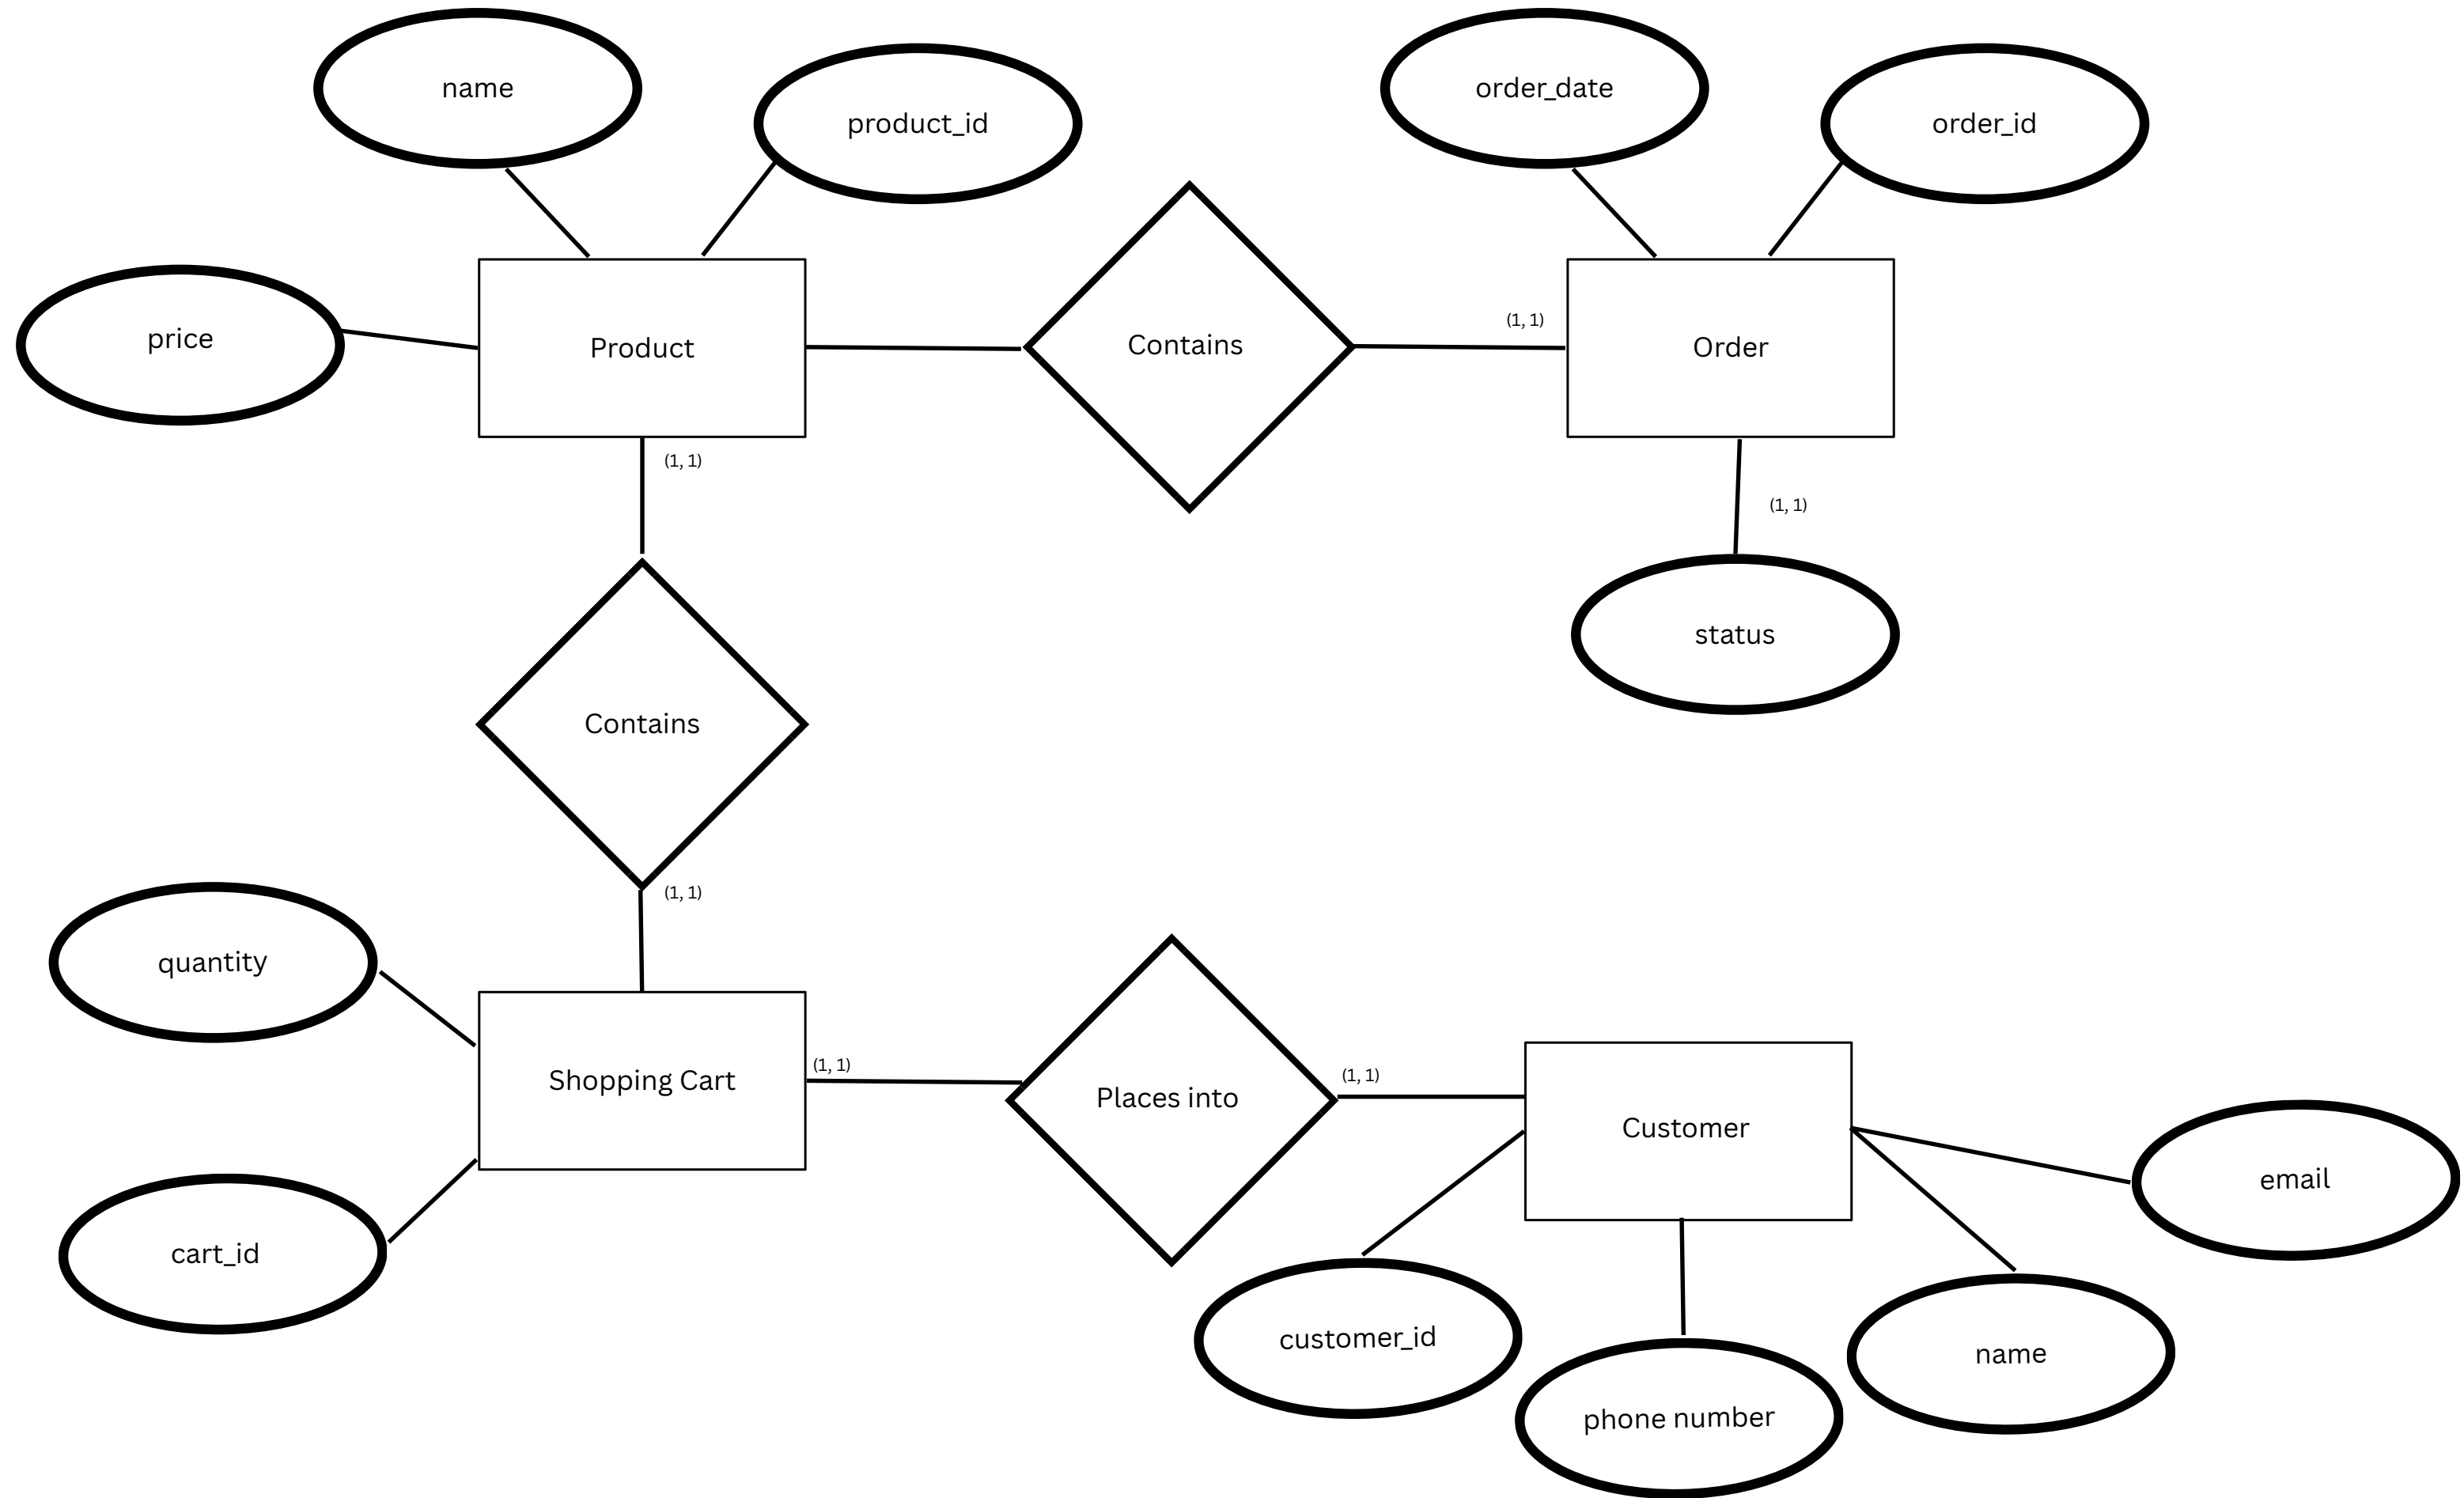 name
product_id
order_date
order_id
price
Product
Contains
(1, 1)
Order
(1, 1)
(1, 1)
status
Contains
(1, 1)
quantity
Shopping Cart
(1, 1)
Places into
(1, 1)
Customer
email
cart_id
customer_id
name
phone number